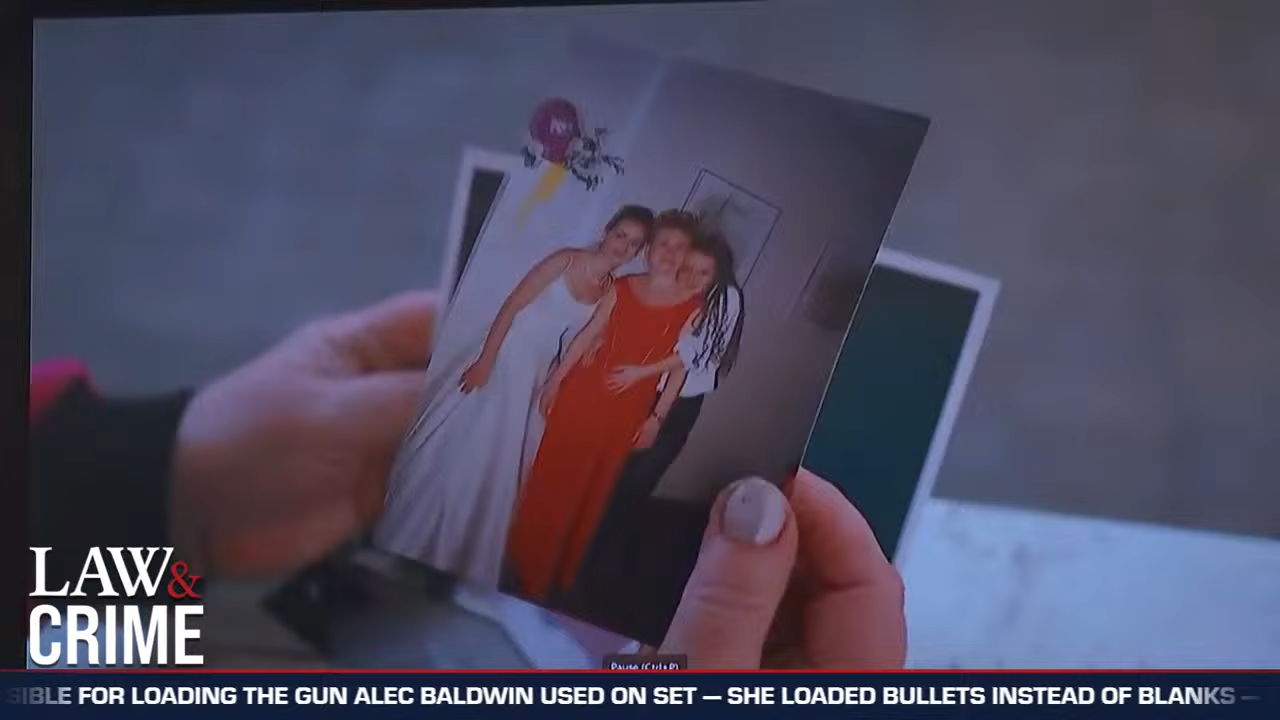 LAW&
CRIME
Pause (Ctrl+P)
SIBLE FOR LOADING THE GUN ALEC BALDWIN USED ON SET — SHE LOADED BULLETS INSTEAD OF BLANKS —